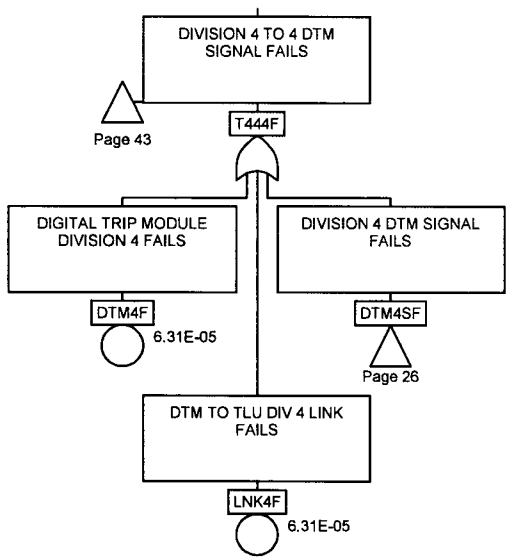 DIVISION 4 TO 4 DTM
SIGNAL FAILS
Page 43
T444F
DIGITAL TRIP MODULE
DIVISION 4 FAILS
DTM4F
6.31E-05
DIVISION 4 DTM SIGNAL
FAILS
DTM4SF
Page 26
DTM TO TLU DIV 4 LINK
FAILS
LNK4F
6.31E-05